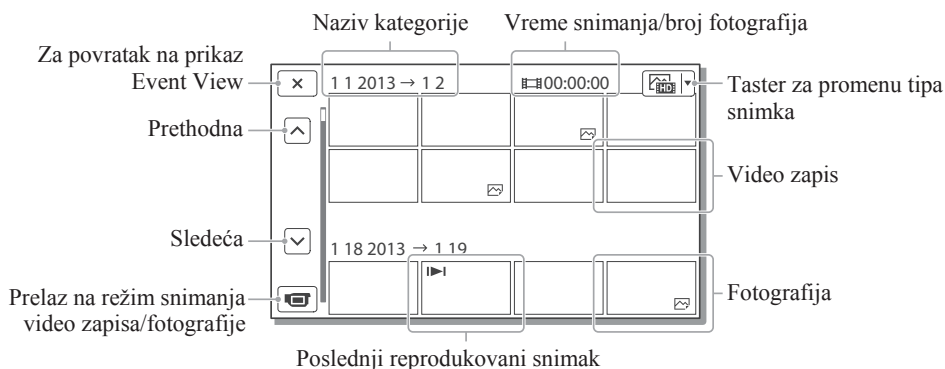 Naziv kategorije
Vreme snimanja/broj fotografija
Za povratak na prikaz
Event View
1 1 2013 → 1 2
00:00:00
HD
Taster za promenu tipa
snimka
Prethodna
Video zapis
Sledeća
1 18 2013 → 1 19
Prelaz na režim snimanja
video zapisa/fotografije
Fotografija
Poslednji reprodukovani snimak